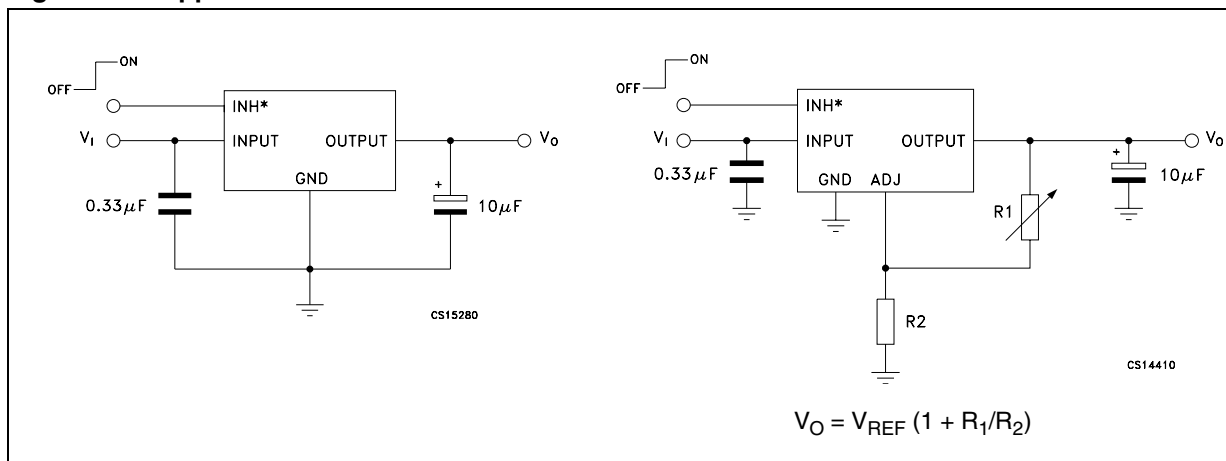 ON
OFF
INH*
V_I
INPUT
OUTPUT
V_O
GND
0.33μF
+
10μF
CS15280
ON
OFF
INH*
V_I
INPUT
OUTPUT
V_O
0.33μF
GND
ADJ
+
10μF
R1
R2
CS14410
V_O = V_REF (1 + R_1/R_2)